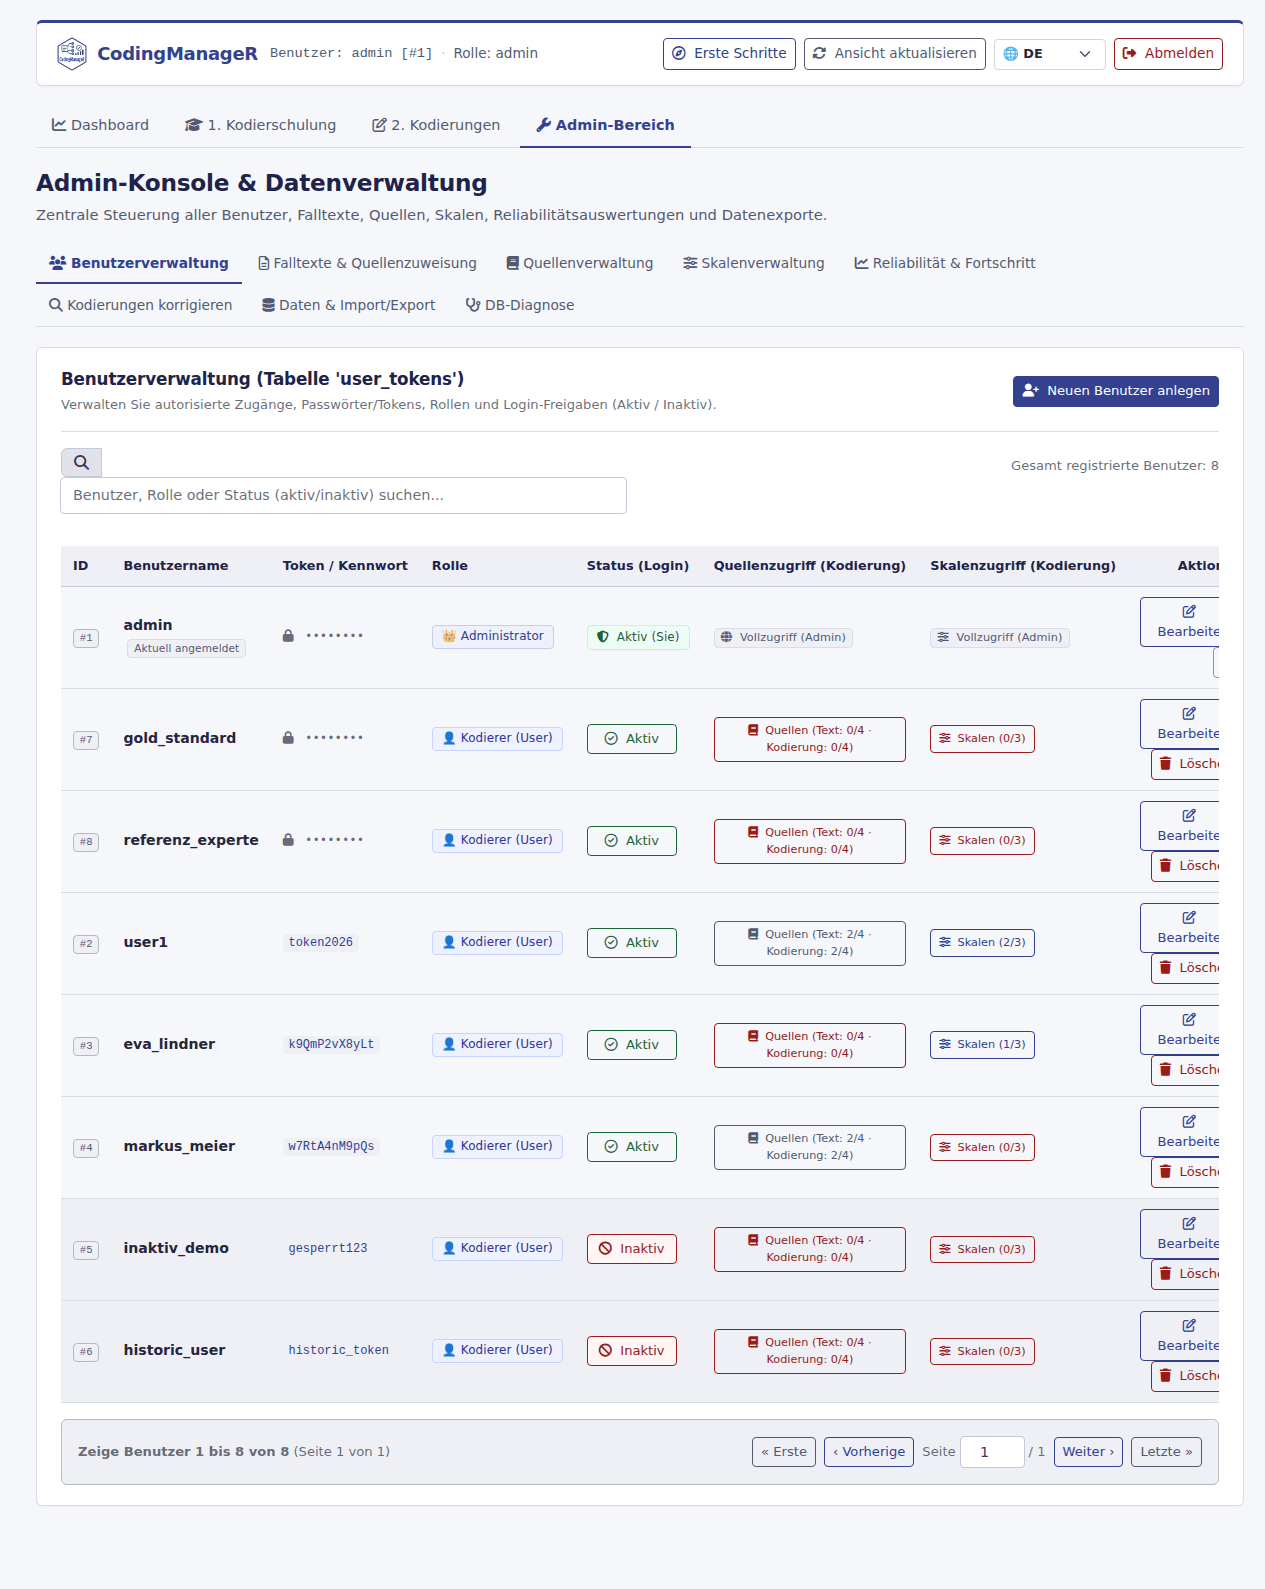 CodingManageR Benutzer: admin [#1] · Rolle: admin Erste Schritte Ansicht aktualisieren DE Abmelden
Dashboard 1. Kodierschulung 2. Kodierungen Admin-Bereich
Admin-Konsole & Datenverwaltung
Zentrale Steuerung aller Benutzer, Falltexte, Quellen, Skalen, Reliabilitätsauswertungen und Datenexporte.
Benutzerverwaltung Falltexte & Quellenzuweisung Quellenverwaltung Skalenverwaltung Reliabilität & Fortschritt
Kodierungen korrigieren Daten & Import/Export DB-Diagnose
Benutzerverwaltung (Tabelle 'user_tokens')
Verwalten Sie autorisierte Zugänge, Passwörter/Tokens, Rollen und Login-Freigaben (Aktiv / Inaktiv).
Neuen Benutzer anlegen
Gesamt registrierte Benutzer: 8
Benutzer, Rolle oder Status (aktiv/inaktiv) suchen...
ID Benutzername Token / Kennwort Rolle Status (Login) Quellenzugriff (Kodierung) Skalenzugriff (Kodierung) Aktion
#1 admin •••••••• Administrator Aktiv (Sie) Vollzugriff (Admin) Vollzugriff (Admin) Bearbeite
Aktuell angemeldet
#7 gold_standard •••••••• Kodierer (User) Aktiv Quellen (Text: 0/4 · Skalen (0/3) Bearbeite
Kodierung: 0/4) Lösche
#8 referenz_experte •••••••• Kodierer (User) Aktiv Quellen (Text: 0/4 · Skalen (0/3) Bearbeite
Kodierung: 0/4) Lösche
#2 user1 token2026 Kodierer (User) Aktiv Quellen (Text: 2/4 · Skalen (2/3) Bearbeite
Kodierung: 2/4) Lösche
#3 eva_lindner k9QmP2vX8yLt Kodierer (User) Aktiv Quellen (Text: 0/4 · Skalen (1/3) Bearbeite
Kodierung: 0/4) Lösche
#4 markus_meier w7RtA4nM9pQs Kodierer (User) Aktiv Quellen (Text: 2/4 · Skalen (0/3) Bearbeite
Kodierung: 2/4) Lösche
#5 inaktiv_demo gesperrt123 Kodierer (User) Inaktiv Quellen (Text: 0/4 · Skalen (0/3) Bearbeite
Kodierung: 0/4) Lösche
#6 historic_user historic_token Kodierer (User) Inaktiv Quellen (Text: 0/4 · Skalen (0/3) Bearbeite
Kodierung: 0/4) Lösche
Zeige Benutzer 1 bis 8 von 8 (Seite 1 von 1) « Erste ‹ Vorherige Seite 1 / 1 Weiter › Letzte »